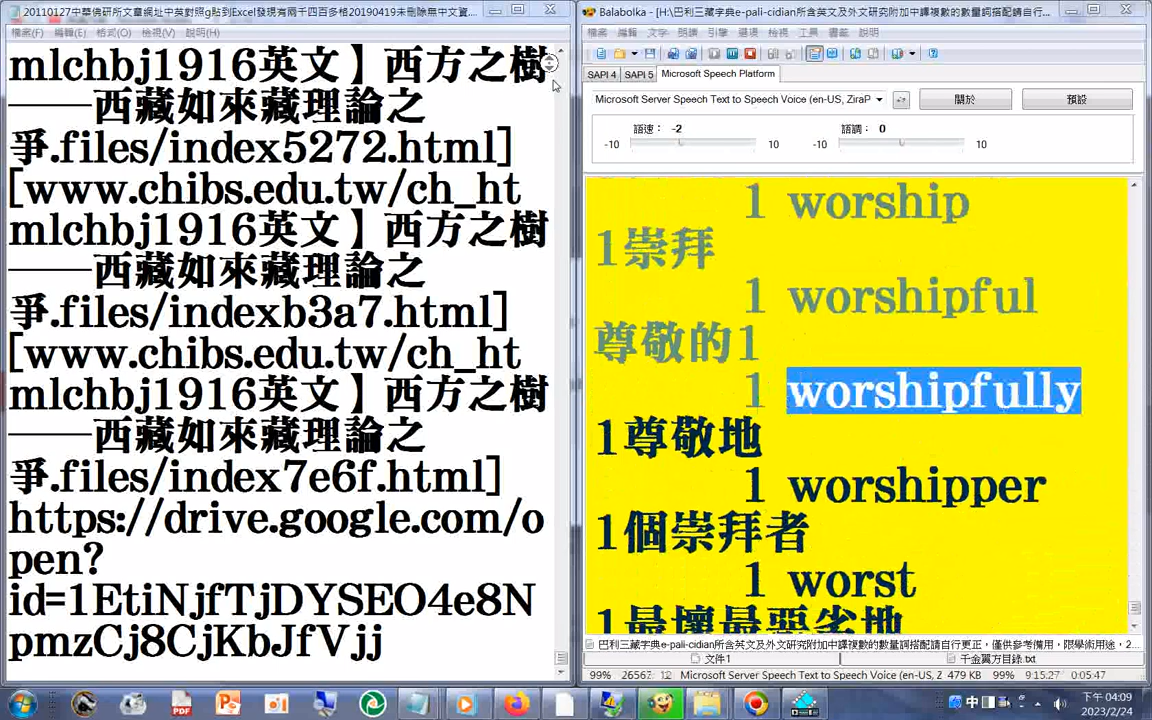 20110127中華佛研所文章網址中英對照g貼到Excel發現有兩千四百多格20190419未刪除無中文資...
檔案(F) 編輯(E) 格式(O) 檢視(V) 說明(H)
mlchbj1916英文】西方之樹
——西藏如來藏理論之
爭.files/index5272.html]
[www.chibs.edu.tw/ch_ht
mlchbj1916英文】西方之樹
——西藏如來藏理論之
爭.files/indexb3a7.html]
[www.chibs.edu.tw/ch_ht
mlchbj1916英文】西方之樹
——西藏如來藏理論之
爭.files/index7e6f.html]
https://drive.google.com/o
pen?
id=1EtiNjfTjDYSEO4e8N
pmzCj8CjKbJfVjj
Balabolka - [H:\巴利三藏字典e-pali-cidian所含英文及外文研究附加中譯複數的數量詞搭配請自行...
檔案 編輯 文字 朗讀 引擎 選項 檢視 工具 書籤 說明
SAPI 4 SAPI 5 Microsoft Speech Platform
Microsoft Server Speech Text to Speech Voice (en-US, ZiraP
關於 預設
語速： -2 語調： 0
-10 10 -10 10
1 worship
1崇拜
1 worshipful
尊敬的1
1 worshipfully
1尊敬地
1 worshipper
1個崇拜者
1 worst
1最壞最惡劣地
巴利三藏字典e-pali-cidian所含英文及外文研究附加中譯複數的數量詞搭配請自行更正，僅供參考備用，限學術用途，2...
文件1 千金翼方目錄.txt
99% 26567 Microsoft Server Speech Text to Speech Voice (en-US, Z 479 KB 99% 9:15:27 0:05:47
中
下午 04:09
2023/2/24